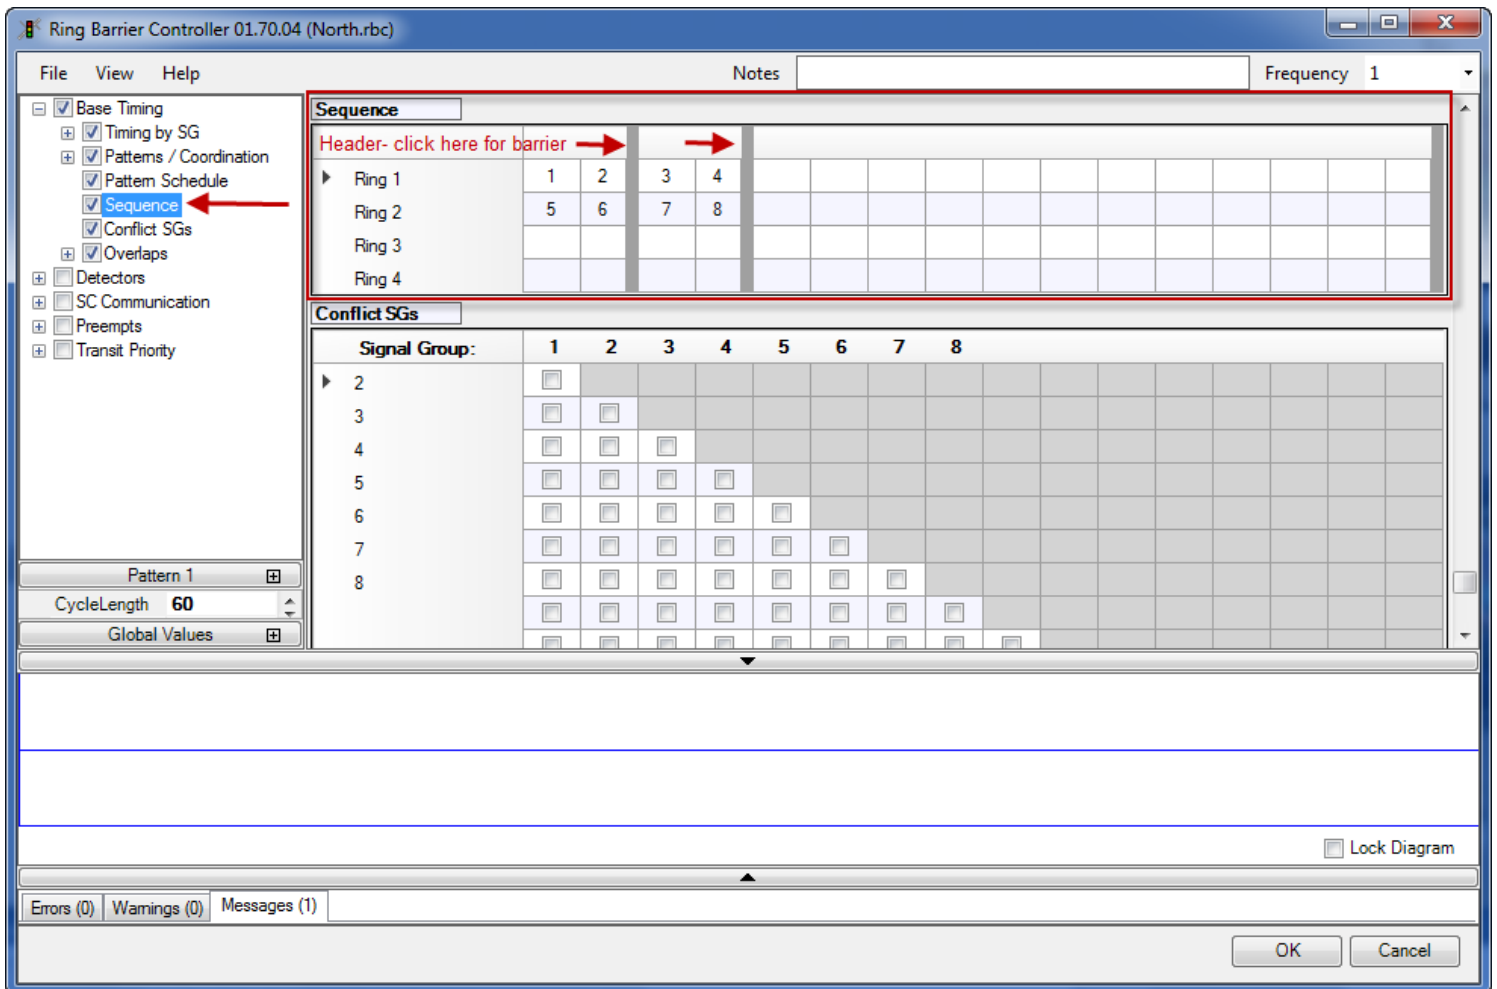 Ring Barrier Controller 01.70.04 (North.rbc)
File View Help Notes Frequency 1
Base Timing
Timing by SG
Patterns / Coordination
Pattern Schedule
Sequence
Conflict SGs
Overlaps
Detectors
SC Communication
Preempts
Transit Priority
Pattern 1
CycleLength 60
Global Values
Sequence
Header- click here for barrier
Ring 1 1 2 3 4
Ring 2 5 6 7 8
Ring 3
Ring 4
Conflict SGs
Signal Group: 1 2 3 4 5 6 7 8
2
3
4
5
6
7
8
Lock Diagram
Errors (0) Warnings (0) Messages (1)
OK Cancel